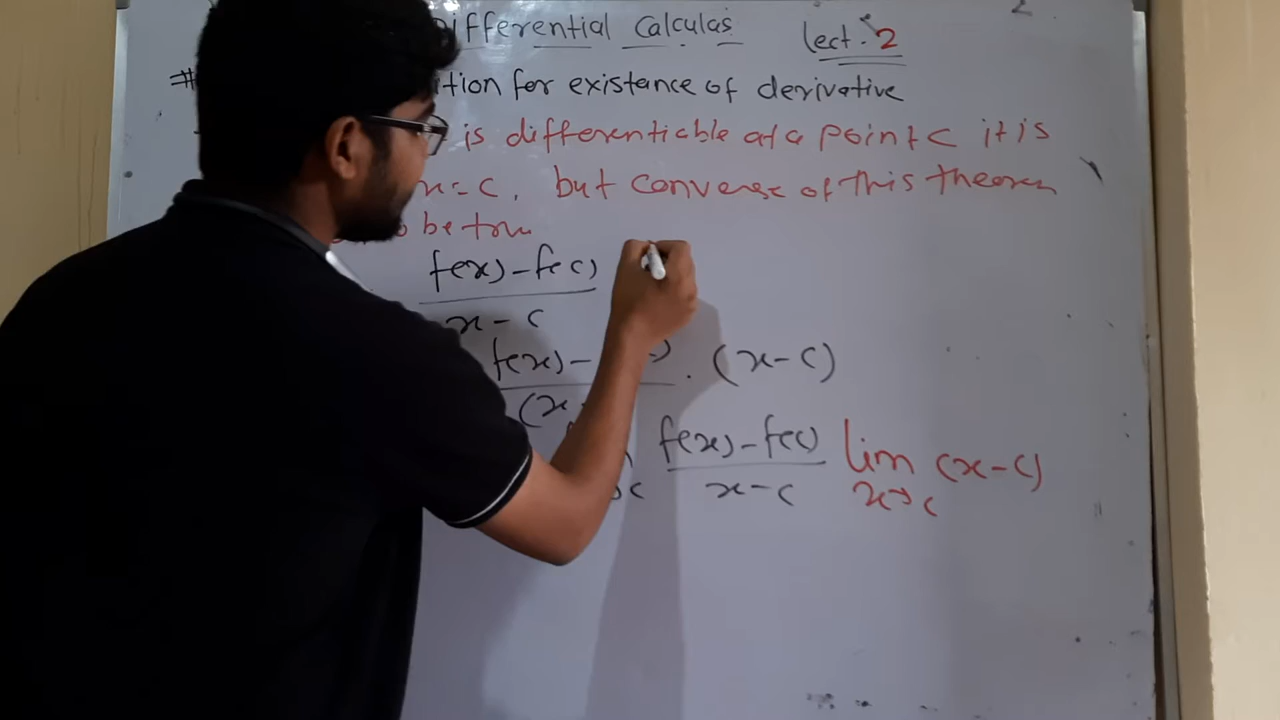 ifferential Calculas lect. 2
# ition for existance of derivative
is differentiable at a point c it is
x = c, but converse of this theorem
be true
f(x) - f(c)
x - c
f(x) - . (x - c)
(x
f(x) - f(c) lim (x - c)
x - c x→c